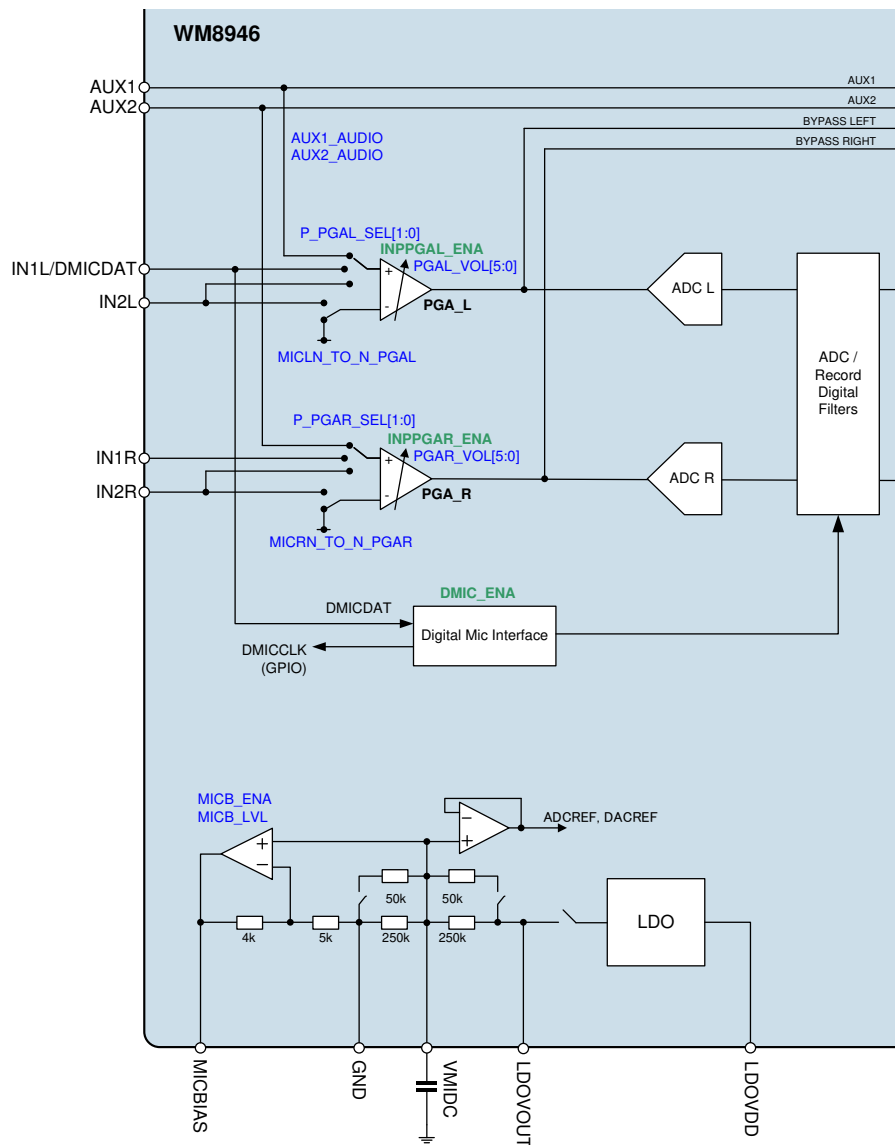 WM8946
AUX1
AUX1
AUX2
AUX2
BYPASS LEFT
BYPASS RIGHT
AUX1_AUDIO
AUX2_AUDIO
P_PGAL_SEL[1:0]
INPPGAL_ENA
PGAL_VOL[5:0]
IN1L/DMICDAT
+
IN2L
-
PGA_L
ADC L
MICLN_TO_N_PGAL
ADC /
Record
Digital
Filters
P_PGAR_SEL[1:0]
INPPGAR_ENA
PGAR_VOL[5:0]
IN1R
+
IN2R
-
PGA_R
ADC R
MICRN_TO_N_PGAR
DMIC_ENA
DMICDAT
Digital Mic Interface
DMICCLK
(GPIO)
MICB_ENA
MICB_LVL
+
−
−
+
ADCREF, DACREF
50k
50k
4k
5k
250k
250k
LDO
MICBIAS
GND
VMIDC
LDOVOUT
LDOVDD